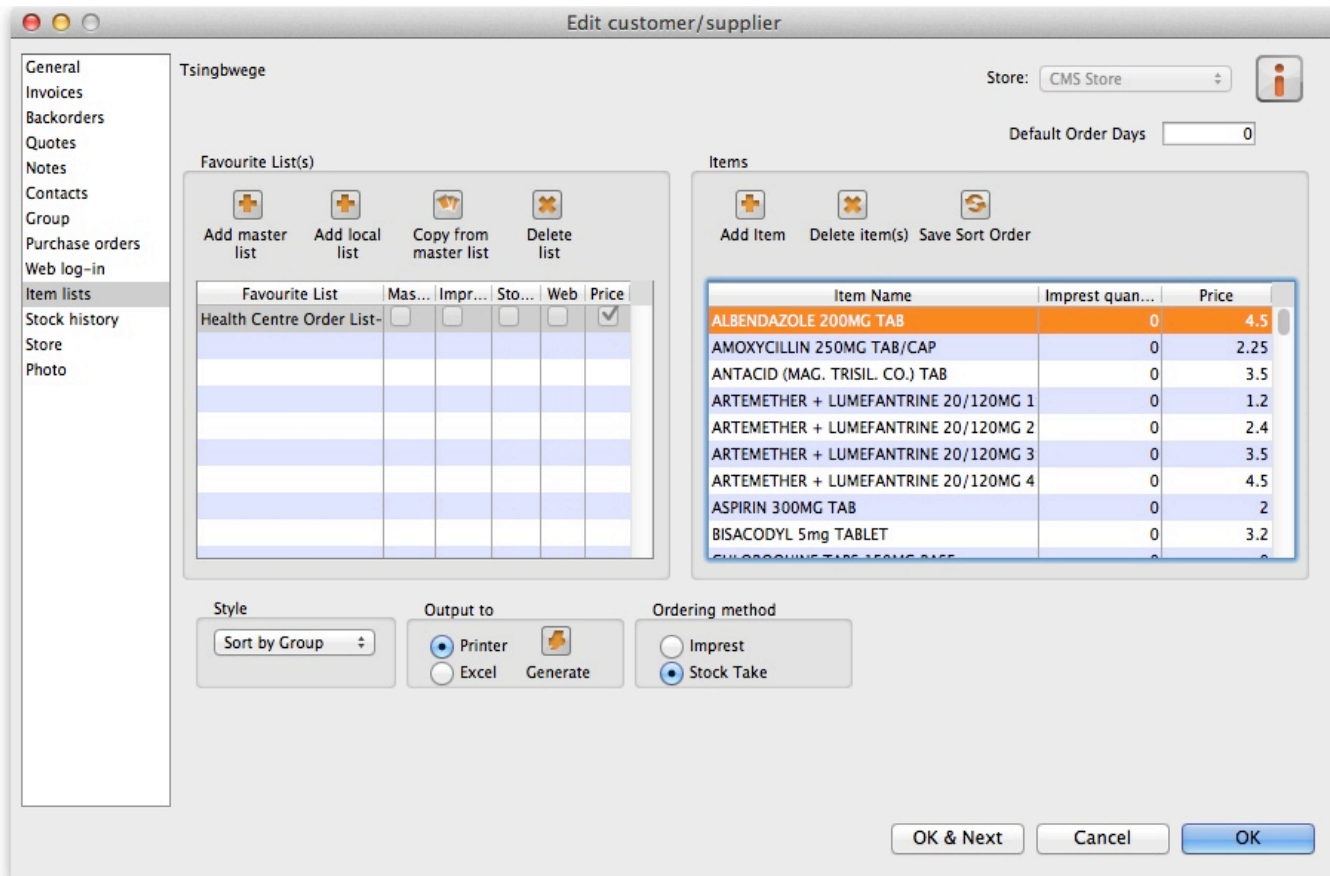 Edit customer/supplier
General
Invoices
Backorders
Quotes
Notes
Contacts
Group
Purchase orders
Web log-in
Item lists
Stock history
Store
Photo
Tsingbwege
Store: CMS Store
Default Order Days 0
Favourite List(s)
Add master list
Add local list
Copy from master list
Delete list
Favourite List Mas... Impr... Sto... Web Price
Health Centre Order List-
Items
Add Item Delete item(s) Save Sort Order
Item Name Imprest quan... Price
ALBENDAZOLE 200MG TAB 0 4.5
AMOXYCILLIN 250MG TAB/CAP 0 2.25
ANTACID (MAG. TRISIL. CO.) TAB 0 3.5
ARTEMETHER + LUMEFANTRINE 20/120MG 1 0 1.2
ARTEMETHER + LUMEFANTRINE 20/120MG 2 0 2.4
ARTEMETHER + LUMEFANTRINE 20/120MG 3 0 3.5
ARTEMETHER + LUMEFANTRINE 20/120MG 4 0 4.5
ASPIRIN 300MG TAB 0 2
BISACODYL 5mg TABLET 0 3.2
Style
Sort by Group
Output to
Printer
Excel
Generate
Ordering method
Imprest
Stock Take
OK & Next Cancel OK